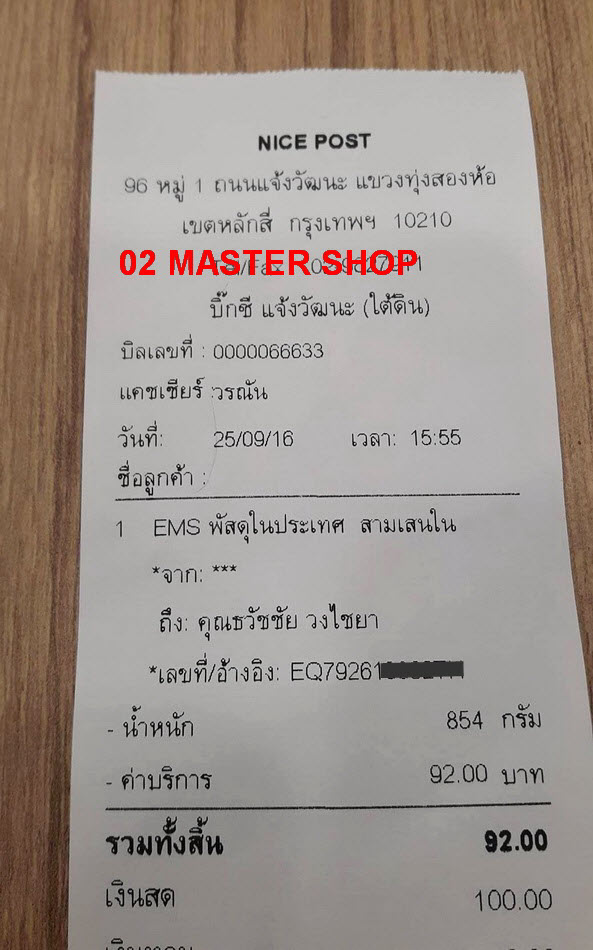 NICE POST
96 หมู่ 1 ถนนแจ้งวัฒนะ แขวงทุ่งสองห้อ
เขตหลักสี่ กรุงเทพฯ 10210
02 MASTER SHOP
บิ๊กซี แจ้งวัฒนะ (ใต้ดิน)
บิลเลขที่ : 0000066633
แคชเชียร์ :วรณัน
วันที่: 25/09/16 เวลา: 15:55
ชื่อลูกค้า :
1 EMS พัสดุในประเทศ สามเสนใน
*จาก: ***
ถึง: คุณธวัชชัย วงไชยา
*เลขที่/อ้างอิง: EQ79261
- น้ำหนัก 854 กรัม
- ค่าบริการ 92.00 บาท
รวมทั้งสิ้น 92.00
เงินสด 100.00